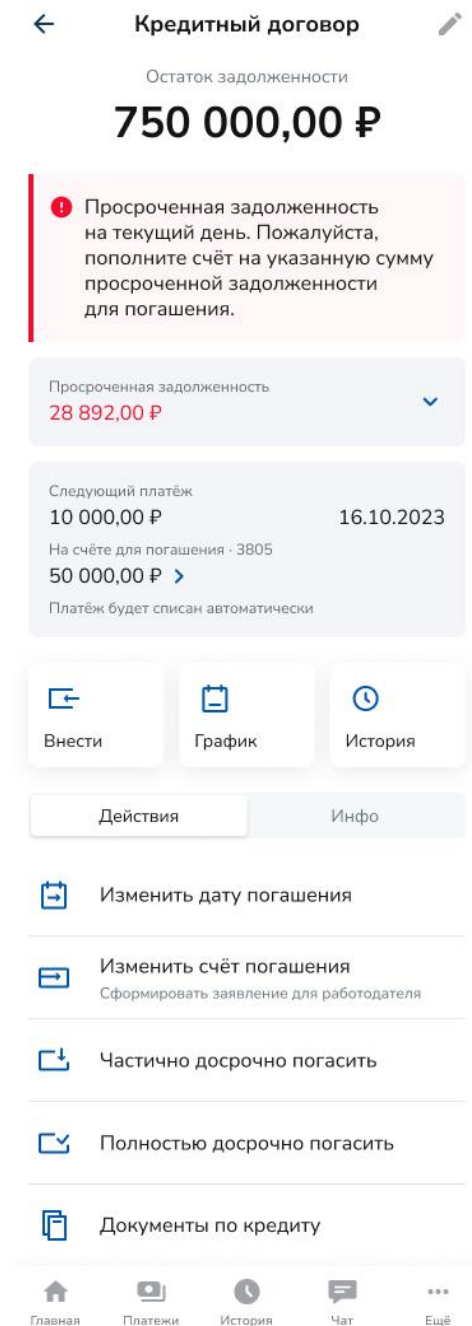 Кредитный договор
Остаток задолженности
750 000,00 ₽
Просроченная задолженность
на текущий день. Пожалуйста,
пополните счёт на указанную сумму
просроченной задолженности
для погашения.
Просроченная задолженность
28 892,00 ₽
Следующий платёж
10 000,00 ₽ 16.10.2023
На счёте для погашения · 3805
50 000,00 ₽
Платёж будет списан автоматически
Внести График История
Действия Инфо
Изменить дату погашения
Изменить счёт погашения
Сформировать заявление для работодателя
Частично досрочно погасить
Полностью досрочно погасить
Документы по кредиту
Главная Платежи История Чат Ещё